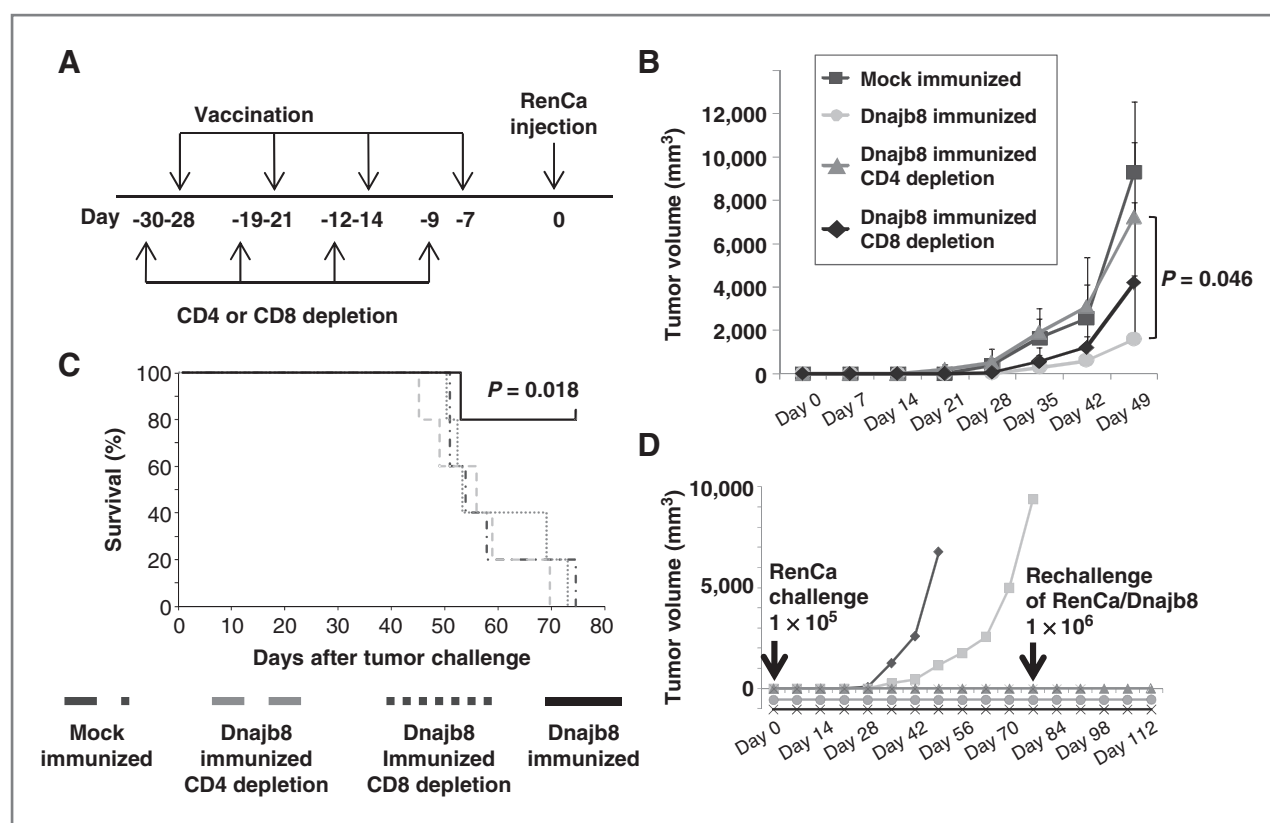 A
Vaccination
RenCa
injection
Day -30-28 -19-21 -12-14 -9 -7 0
CD4 or CD8 depletion
B
Tumor volume (mm³)
12,000
10,000
8,000
6,000
4,000
2,000
0
Mock immunized
Dnajb8 immunized
Dnajb8 immunized
CD4 depletion
Dnajb8 immunized
CD8 depletion
P = 0.046
Day 0 Day 7 Day 14 Day 21 Day 28 Day 35 Day 42 Day 49
C
Survival (%)
100
80
60
40
20
0
P = 0.018
0 10 20 30 40 50 60 70 80
Days after tumor challenge
Mock
immunized
Dnajb8
immunized
CD4 depletion
Dnajb8
Immunized
CD8 depletion
Dnajb8
immunized
D
Tumor volume (mm³)
10,000
5,000
0
RenCa
challenge
1 × 10⁵
Rechallenge
of RenCa/Dnajb8
1 × 10⁶
Day 0 Day 14 Day 28 Day 42 Day 56 Day 70 Day 84 Day 98 Day 112